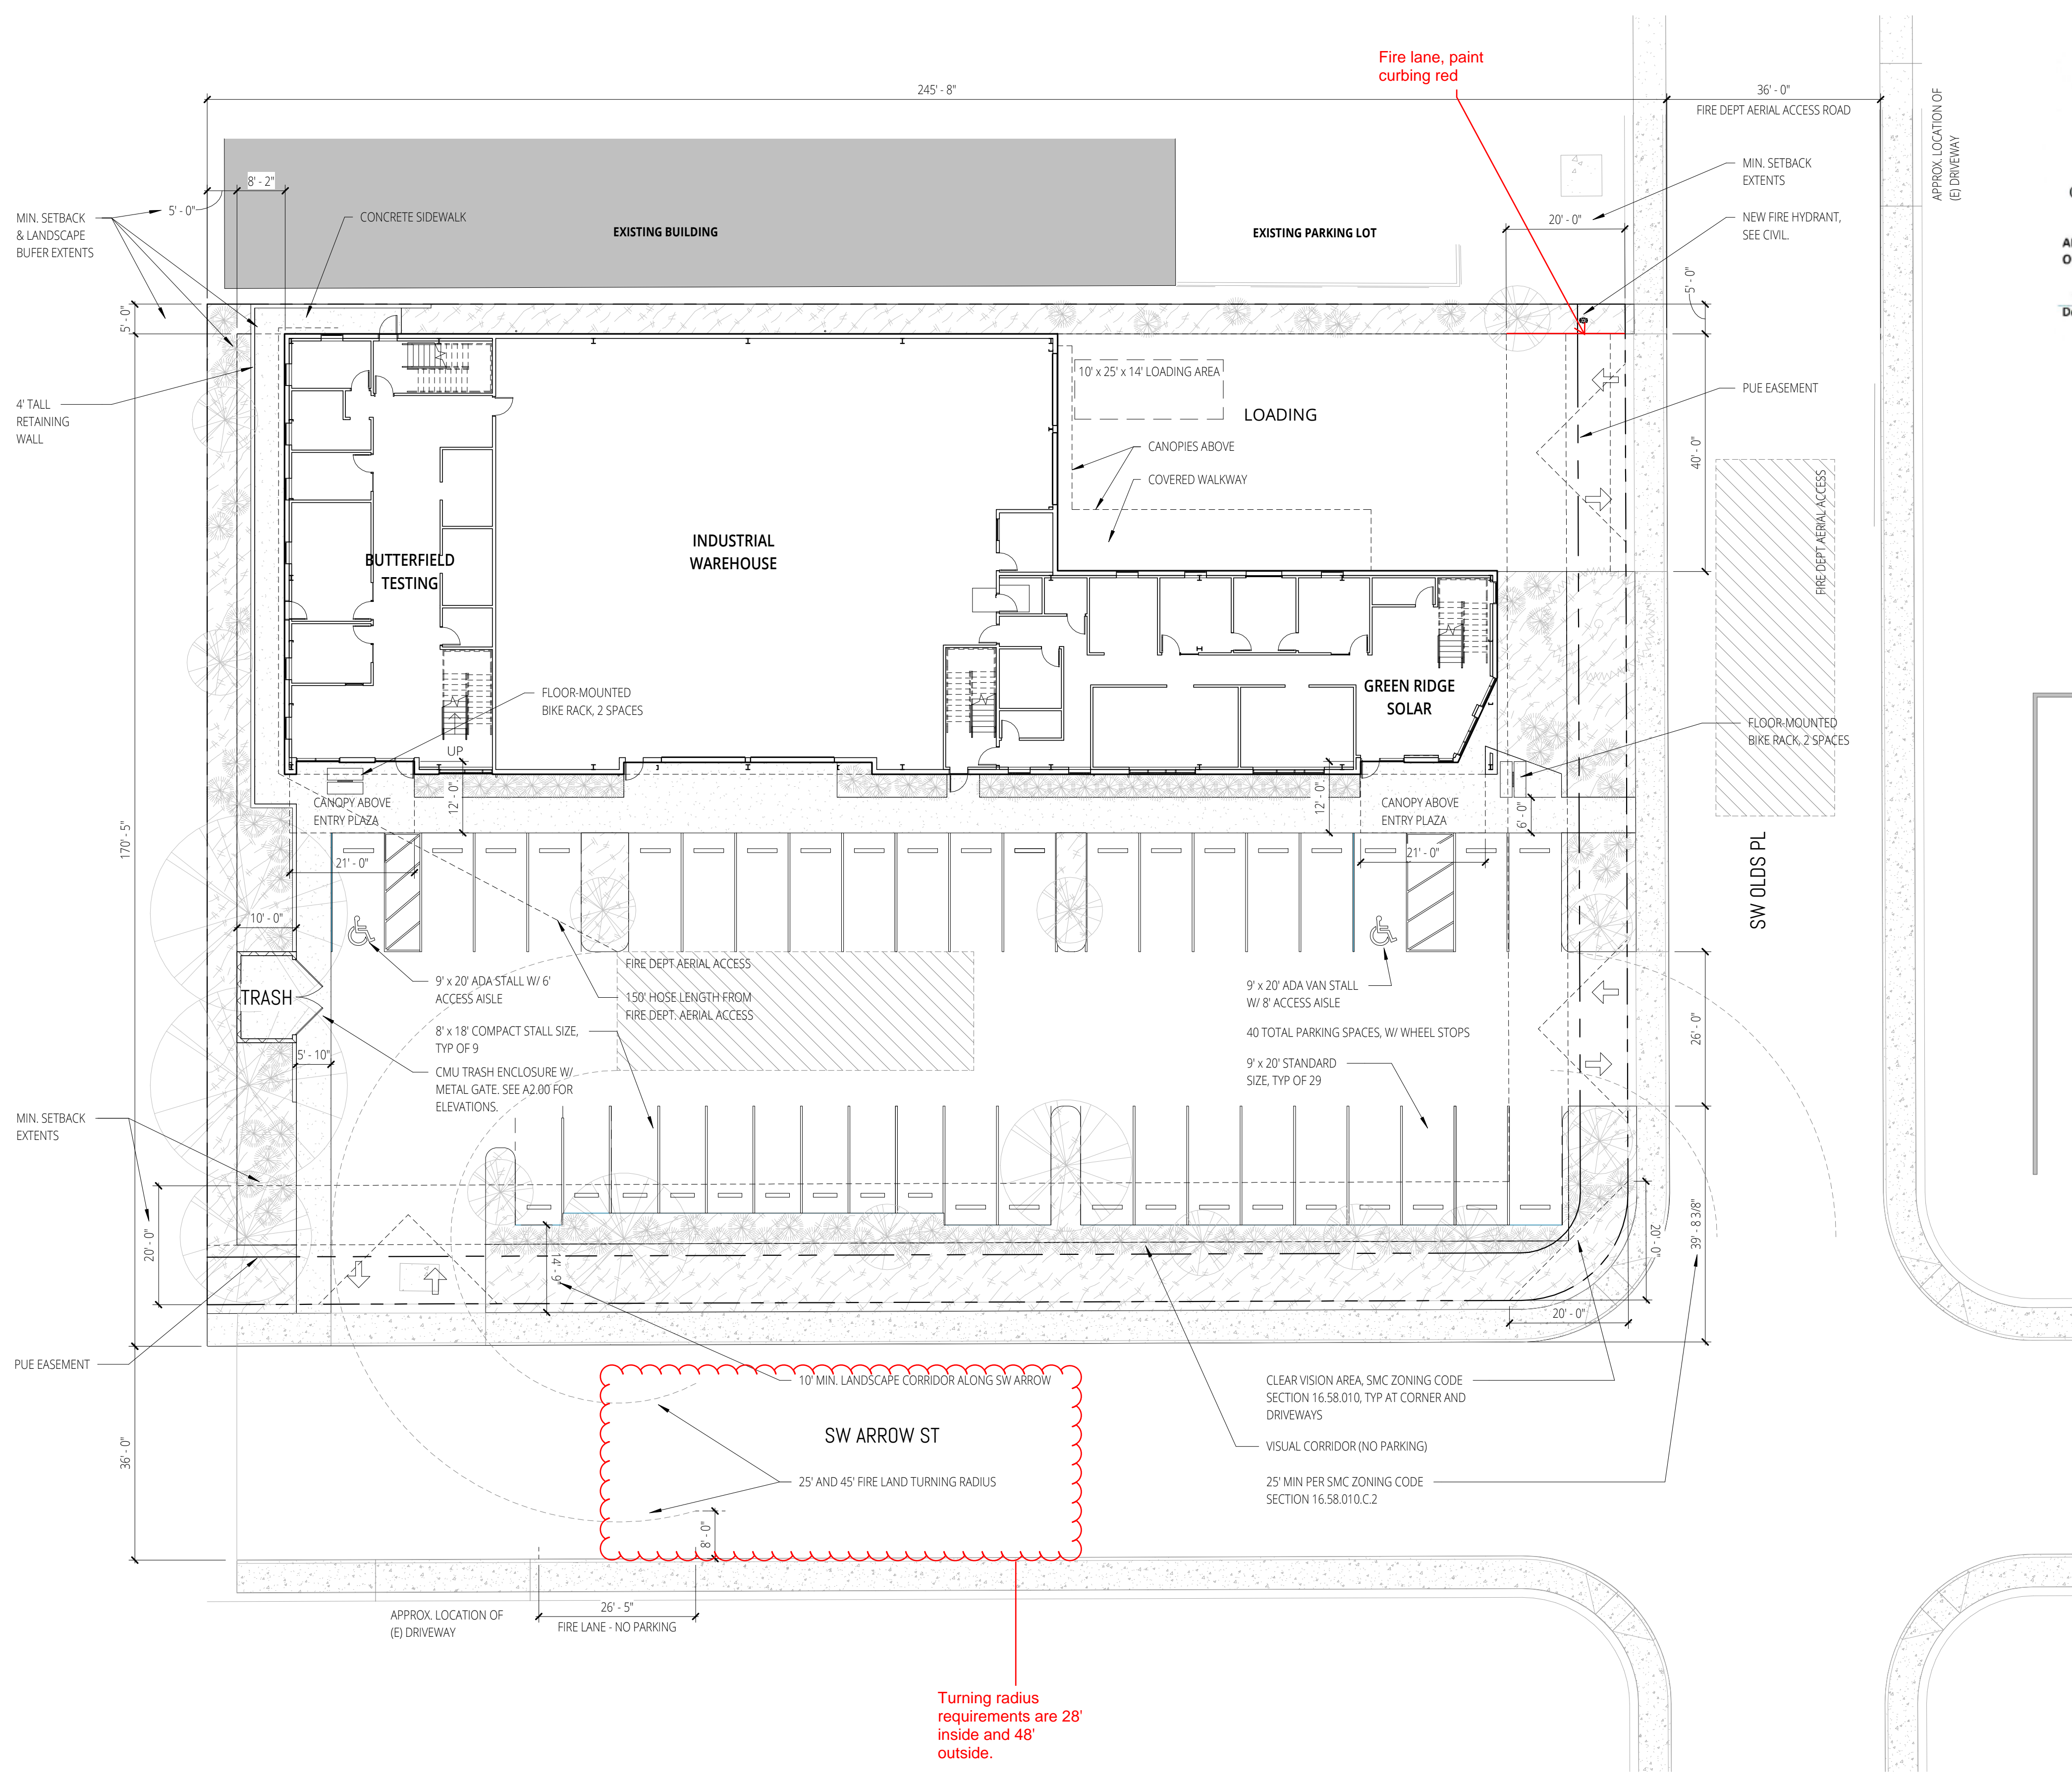 Fire lane, paint
curbing red
245' - 8"
36' - 0"
FIRE DEPT AERIAL ACCESS ROAD
APPROX. LOCATION OF
(E) DRIVEWAY
MIN. SETBACK
EXTENTS
8' - 2"
5' - 0"
MIN. SETBACK
& LANDSCAPE
BUFER EXTENTS
CONCRETE SIDEWALK
EXISTING BUILDING
EXISTING PARKING LOT
20' - 0"
NEW FIRE HYDRANT,
SEE CIVIL.
5' - 0"
5' - 0"
4' TALL
RETAINING
WALL
10' x 25' x 14' LOADING AREA
LOADING
PUE EASEMENT
CANOPIES ABOVE
COVERED WALKWAY
40' - 0"
FIRE DEPT AERIAL ACCESS
BUTTERFIELD
TESTING
INDUSTRIAL
WAREHOUSE
GREEN RIDGE
SOLAR
FLOOR-MOUNTED
BIKE RACK, 2 SPACES
FLOOR-MOUNTED
BIKE RACK, 2 SPACES
UP
CANOPY ABOVE
ENTRY PLAZA
12' - 0"
12' - 0"
CANOPY ABOVE
ENTRY PLAZA
6' - 0"
170' - 5"
21' - 0"
21' - 0"
SW OLDS PL
10' - 0"
TRASH
9' x 20' ADA STALL W/ 6'
ACCESS AISLE
FIRE DEPT AERIAL ACCESS
150' HOSE LENGTH FROM
FIRE DEPT. AERIAL ACCESS
9' x 20' ADA VAN STALL
W/ 8' ACCESS AISLE
8' x 18' COMPACT STALL SIZE,
TYP OF 9
40 TOTAL PARKING SPACES, W/ WHEEL STOPS
26' - 0"
5' - 10"
CMU TRASH ENCLOSURE W/
METAL GATE. SEE A2.00 FOR
ELEVATIONS.
9' x 20' STANDARD
SIZE, TYP OF 29
MIN. SETBACK
EXTENTS
20' - 0"
14' - 9"
20' - 0"
39' - 8 3/8"
20' - 0"
PUE EASEMENT
36' - 0"
10' MIN. LANDSCAPE CORRIDOR ALONG SW ARROW
SW ARROW ST
25' AND 45' FIRE LAND TURNING RADIUS
8' - 0"
CLEAR VISION AREA, SMC ZONING CODE
SECTION 16.58.010, TYP AT CORNER AND
DRIVEWAYS
VISUAL CORRIDOR (NO PARKING)
25' MIN PER SMC ZONING CODE
SECTION 16.58.010.C.2
APPROX. LOCATION OF
(E) DRIVEWAY
26' - 5"
FIRE LANE - NO PARKING
Turning radius
requirements are 28'
inside and 48'
outside.